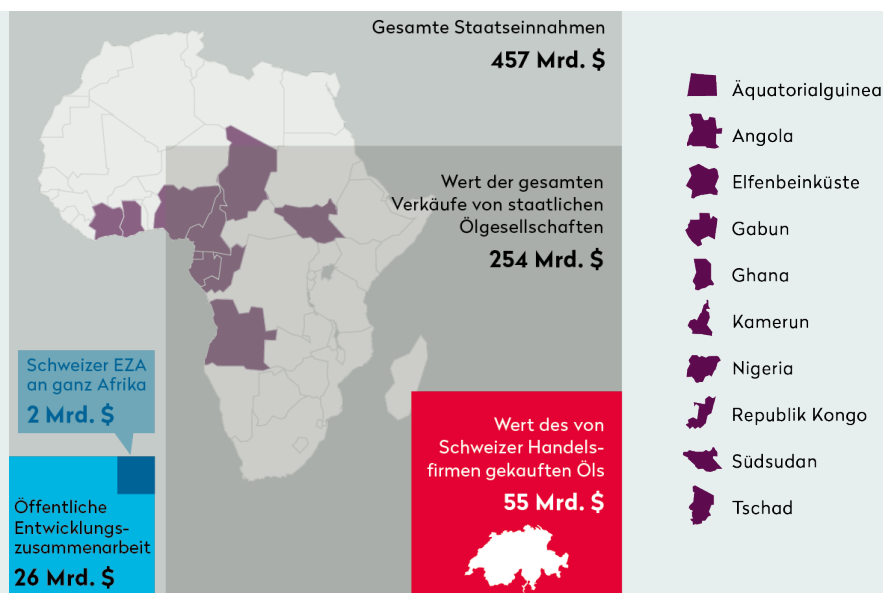 Gesamte Staatseinnahmen
457 Mrd. $
Wert der gesamten
Verkäufe von staatlichen
Ölgesellschaften
254 Mrd. $
Schweizer EZA
an ganz Afrika
2 Mrd. $
Öffentliche
Entwicklungs-
zusammenarbeit
26 Mrd. $
Wert des von
Schweizer Handels-
firmen gekauften Öls
55 Mrd. $
Äquatorialguinea
Angola
Elfenbeinküste
Gabun
Ghana
Kamerun
Nigeria
Republik Kongo
Südsudan
Tschad